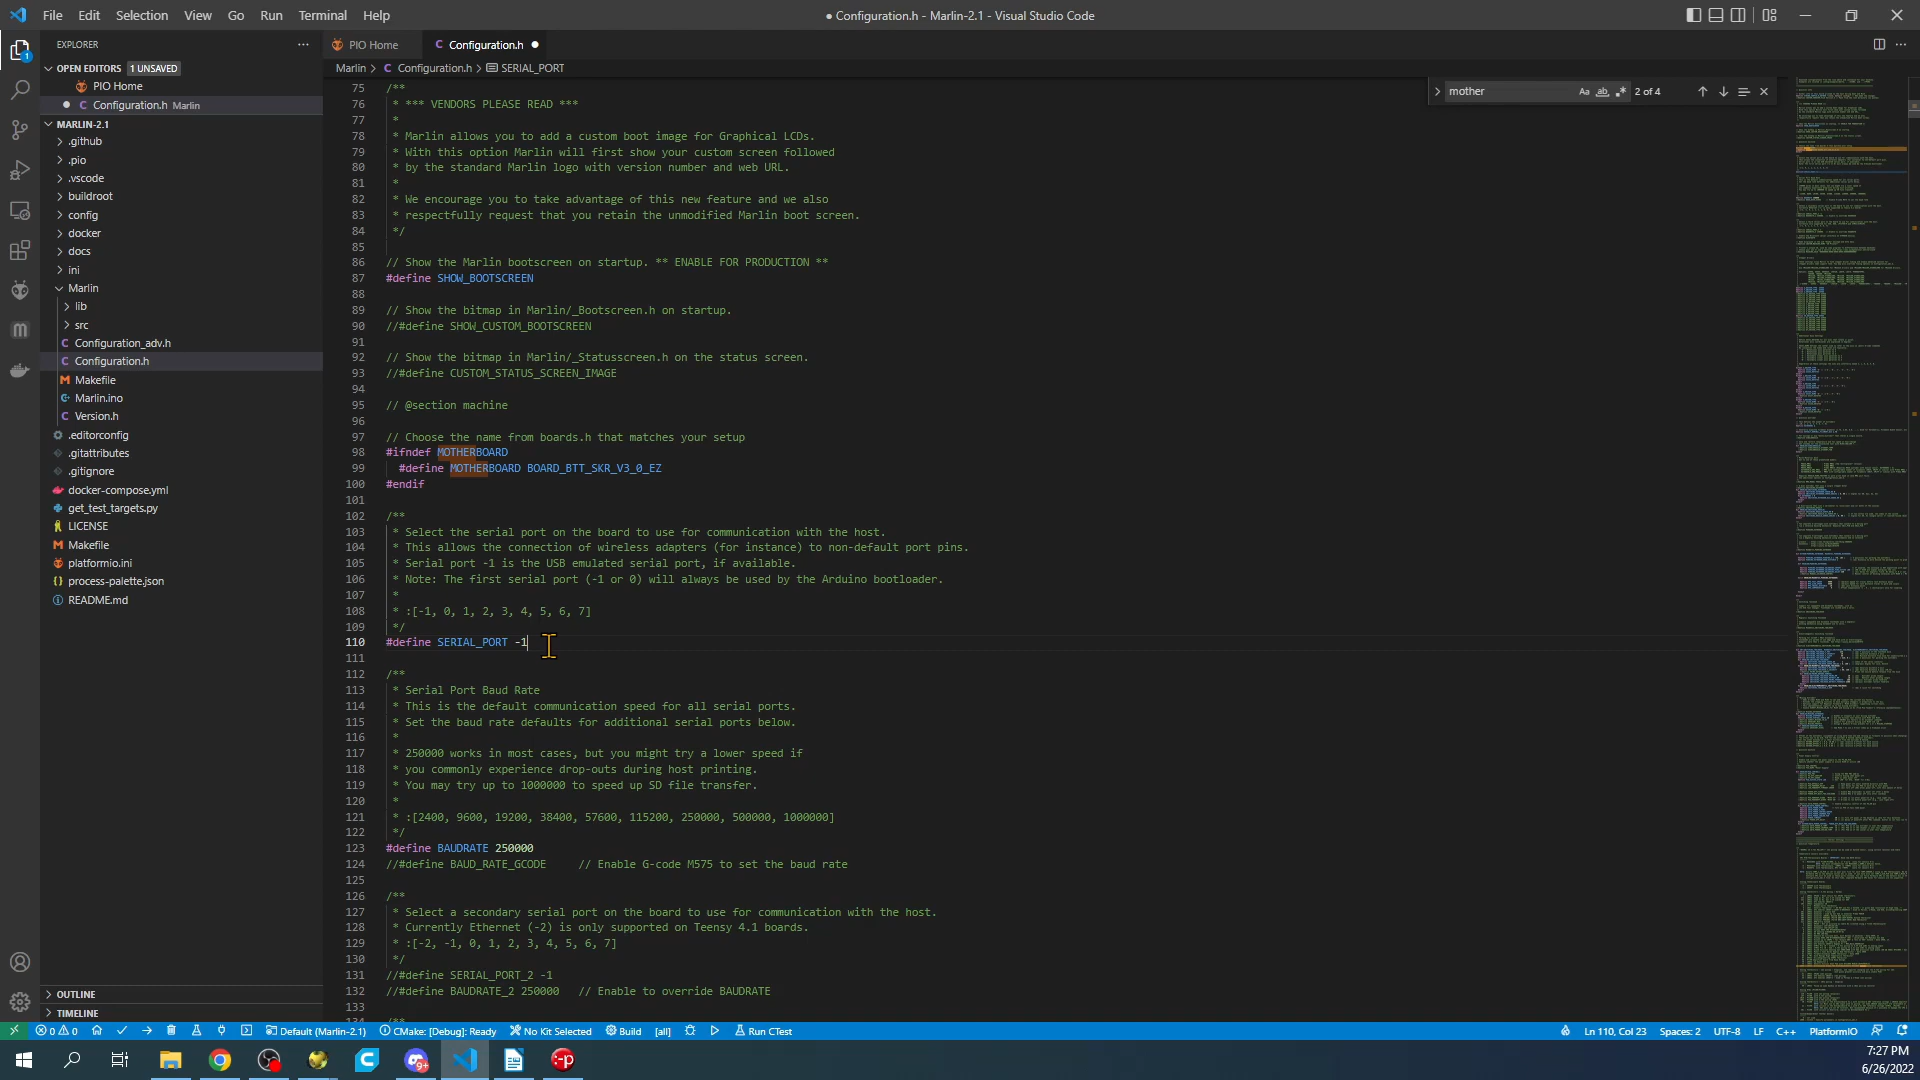 File Edit Selection View Go Run Terminal Help
● Configuration.h - Marlin-2.1 - Visual Studio Code
EXPLORER
OPEN EDITORS 1 UNSAVED
PIO Home
Configuration.h Marlin
MARLIN-2.1
.github
.pio
.vscode
buildroot
config
docker
docs
ini
Marlin
lib
src
Configuration_adv.h
Configuration.h
Makefile
Marlin.ino
Version.h
.editorconfig
.gitattributes
.gitignore
docker-compose.yml
get_test_targets.py
LICENSE
Makefile
platformio.ini
process-palette.json
README.md
OUTLINE
TIMELINE
PIO Home
Configuration.h
Marlin > C Configuration.h > SERIAL_PORT
mother Aa ab 2 of 4
75 /**
76 * *** VENDORS PLEASE READ ***
77 *
78 * Marlin allows you to add a custom boot image for Graphical LCDs.
79 * With this option Marlin will first show your custom screen followed
80 * by the standard Marlin logo with version number and web URL.
81 *
82 * We encourage you to take advantage of this new feature and we also
83 * respectfully request that you retain the unmodified Marlin boot screen.
84 */
85
86 // Show the Marlin bootscreen on startup. ** ENABLE FOR PRODUCTION **
87 #define SHOW_BOOTSCREEN
88
89 // Show the bitmap in Marlin/_Bootscreen.h on startup.
90 //#define SHOW_CUSTOM_BOOTSCREEN
91
92 // Show the bitmap in Marlin/_Statusscreen.h on the status screen.
93 //#define CUSTOM_STATUS_SCREEN_IMAGE
94
95 // @section machine
96
97 // Choose the name from boards.h that matches your setup
98 #ifndef MOTHERBOARD
99 #define MOTHERBOARD BOARD_BTT_SKR_V3_0_EZ
100 #endif
101
102 /**
103 * Select the serial port on the board to use for communication with the host.
104 * This allows the connection of wireless adapters (for instance) to non-default port pins.
105 * Serial port -1 is the USB emulated serial port, if available.
106 * Note: The first serial port (-1 or 0) will always be used by the Arduino bootloader.
107 *
108 * :[-1, 0, 1, 2, 3, 4, 5, 6, 7]
109 */
110 #define SERIAL_PORT -1
111
112 /**
113 * Serial Port Baud Rate
114 * This is the default communication speed for all serial ports.
115 * Set the baud rate defaults for additional serial ports below.
116 *
117 * 250000 works in most cases, but you might try a lower speed if
118 * you commonly experience drop-outs during host printing.
119 * You may try up to 1000000 to speed up SD file transfer.
120 *
121 * :[2400, 9600, 19200, 38400, 57600, 115200, 250000, 500000, 1000000]
122 */
123 #define BAUDRATE 250000
124 //#define BAUD_RATE_GCODE // Enable G-code M575 to set the baud rate
125
126 /**
127 * Select a secondary serial port on the board to use for communication with the host.
128 * Currently Ethernet (-2) is only supported on Teensy 4.1 boards.
129 * :[-2, -1, 0, 1, 2, 3, 4, 5, 6, 7]
130 */
131 //#define SERIAL_PORT_2 -1
132 //#define BAUDRATE_2 250000 // Enable to override BAUDRATE
133
134 /**
0 0 Default (Marlin-2.1) CMake: [Debug]: Ready No Kit Selected Build [all] Run CTest Ln 110, Col 23 Spaces: 2 UTF-8 LF C++ PlatformIO
7:27 PM
6/26/2022